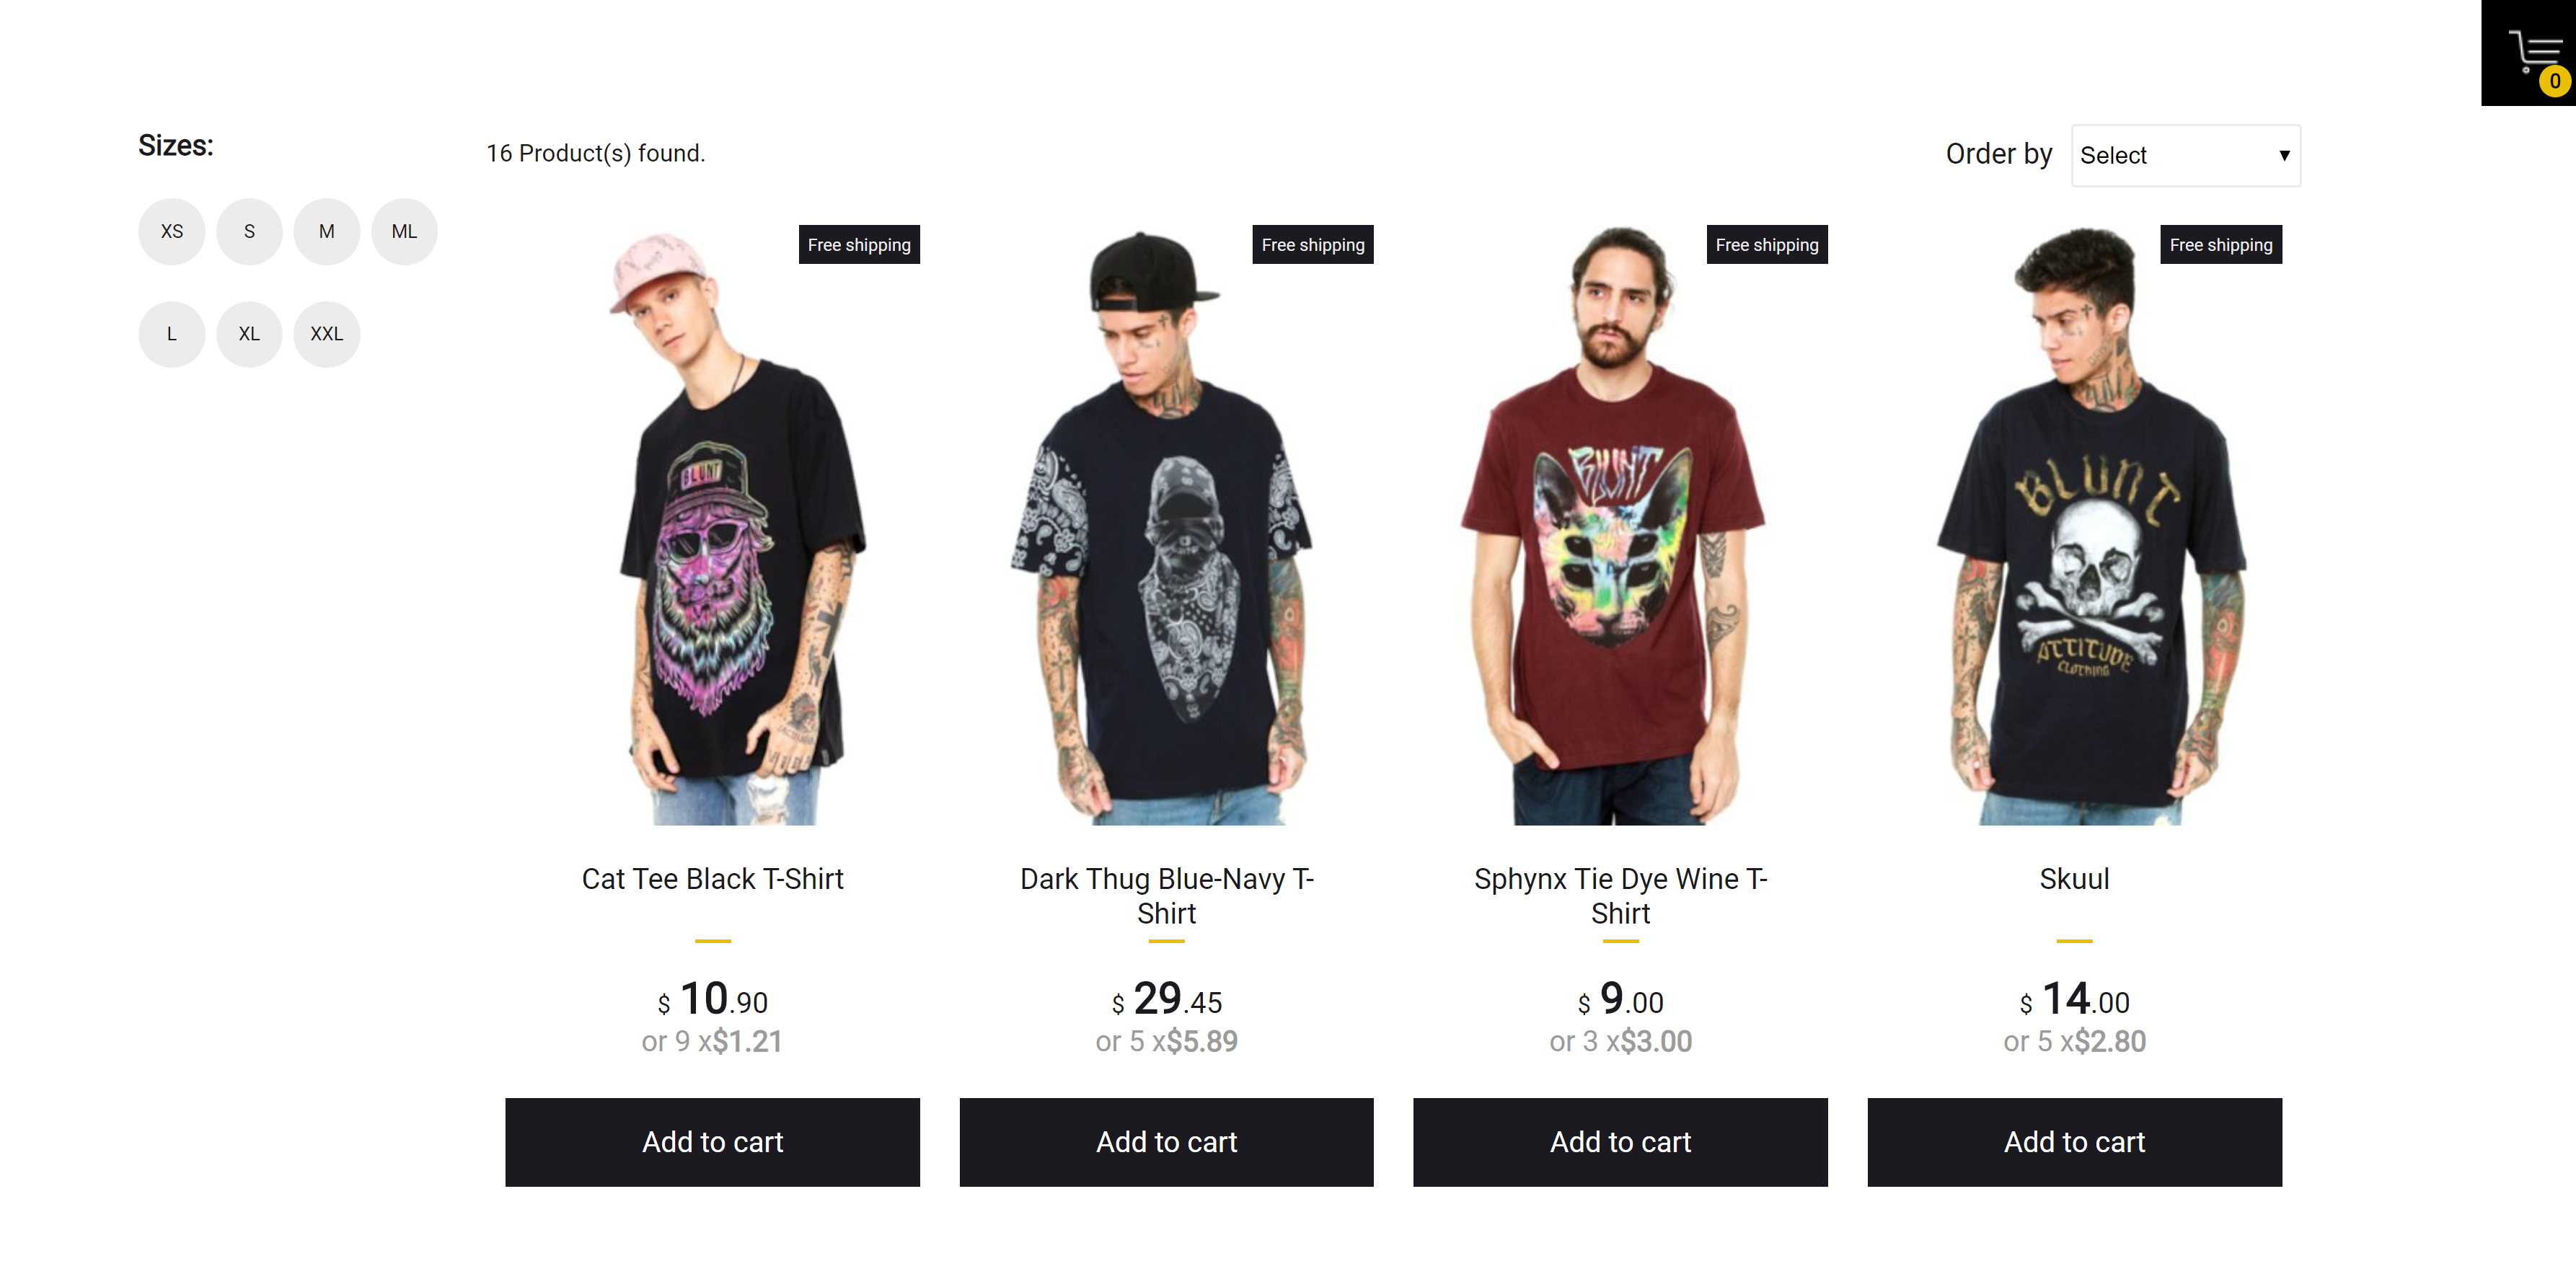 0
Sizes:
16 Product(s) found.
Order by
Select
XS
S
M
ML
L
XL
XXL
Free shipping
Free shipping
Free shipping
Free shipping
BLUNT
BLUNT
BLUNT
ATTITUDE
CLOTHING
Cat Tee Black T-Shirt
$ 10.90
or 9 x$1.21
Add to cart
Dark Thug Blue-Navy T-
Shirt
$ 29.45
or 5 x$5.89
Add to cart
Sphynx Tie Dye Wine T-
Shirt
$ 9.00
or 3 x$3.00
Add to cart
Skuul
$ 14.00
or 5 x$2.80
Add to cart